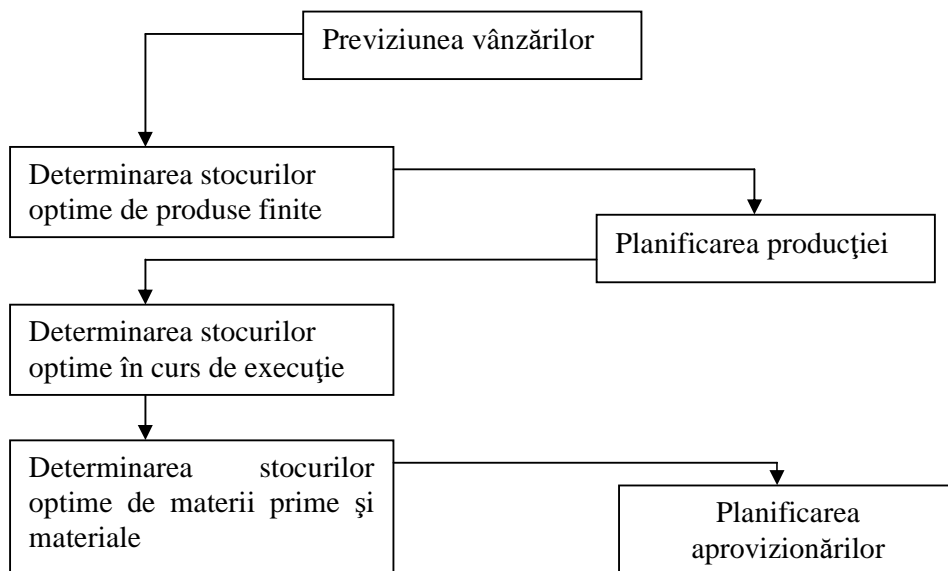 Previziunea vânzărilor
Determinarea stocurilor
optime de produse finite
Planificarea producţiei
Determinarea stocurilor
optime în curs de execuţie
Determinarea stocurilor
optime de materii prime şi
materiale
Planificarea
aprovizionărilor